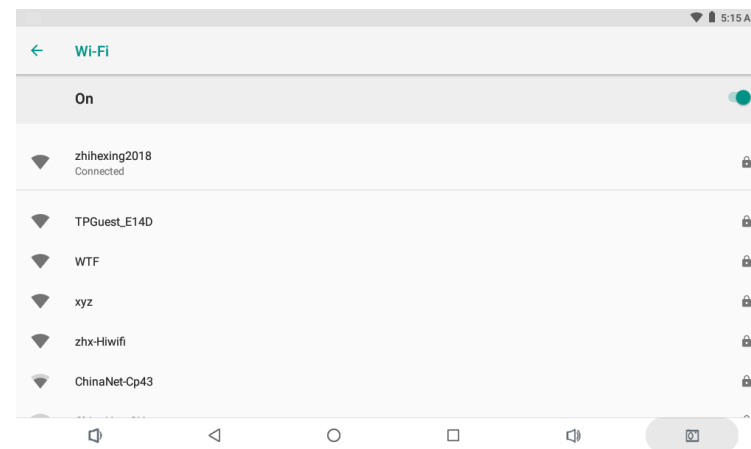 5:15 A
Wi-Fi
On
zhihexing2018
Connected
TPGuest_E14D
WTF
xyz
zhx-Hiwifi
ChinaNet-Cp43